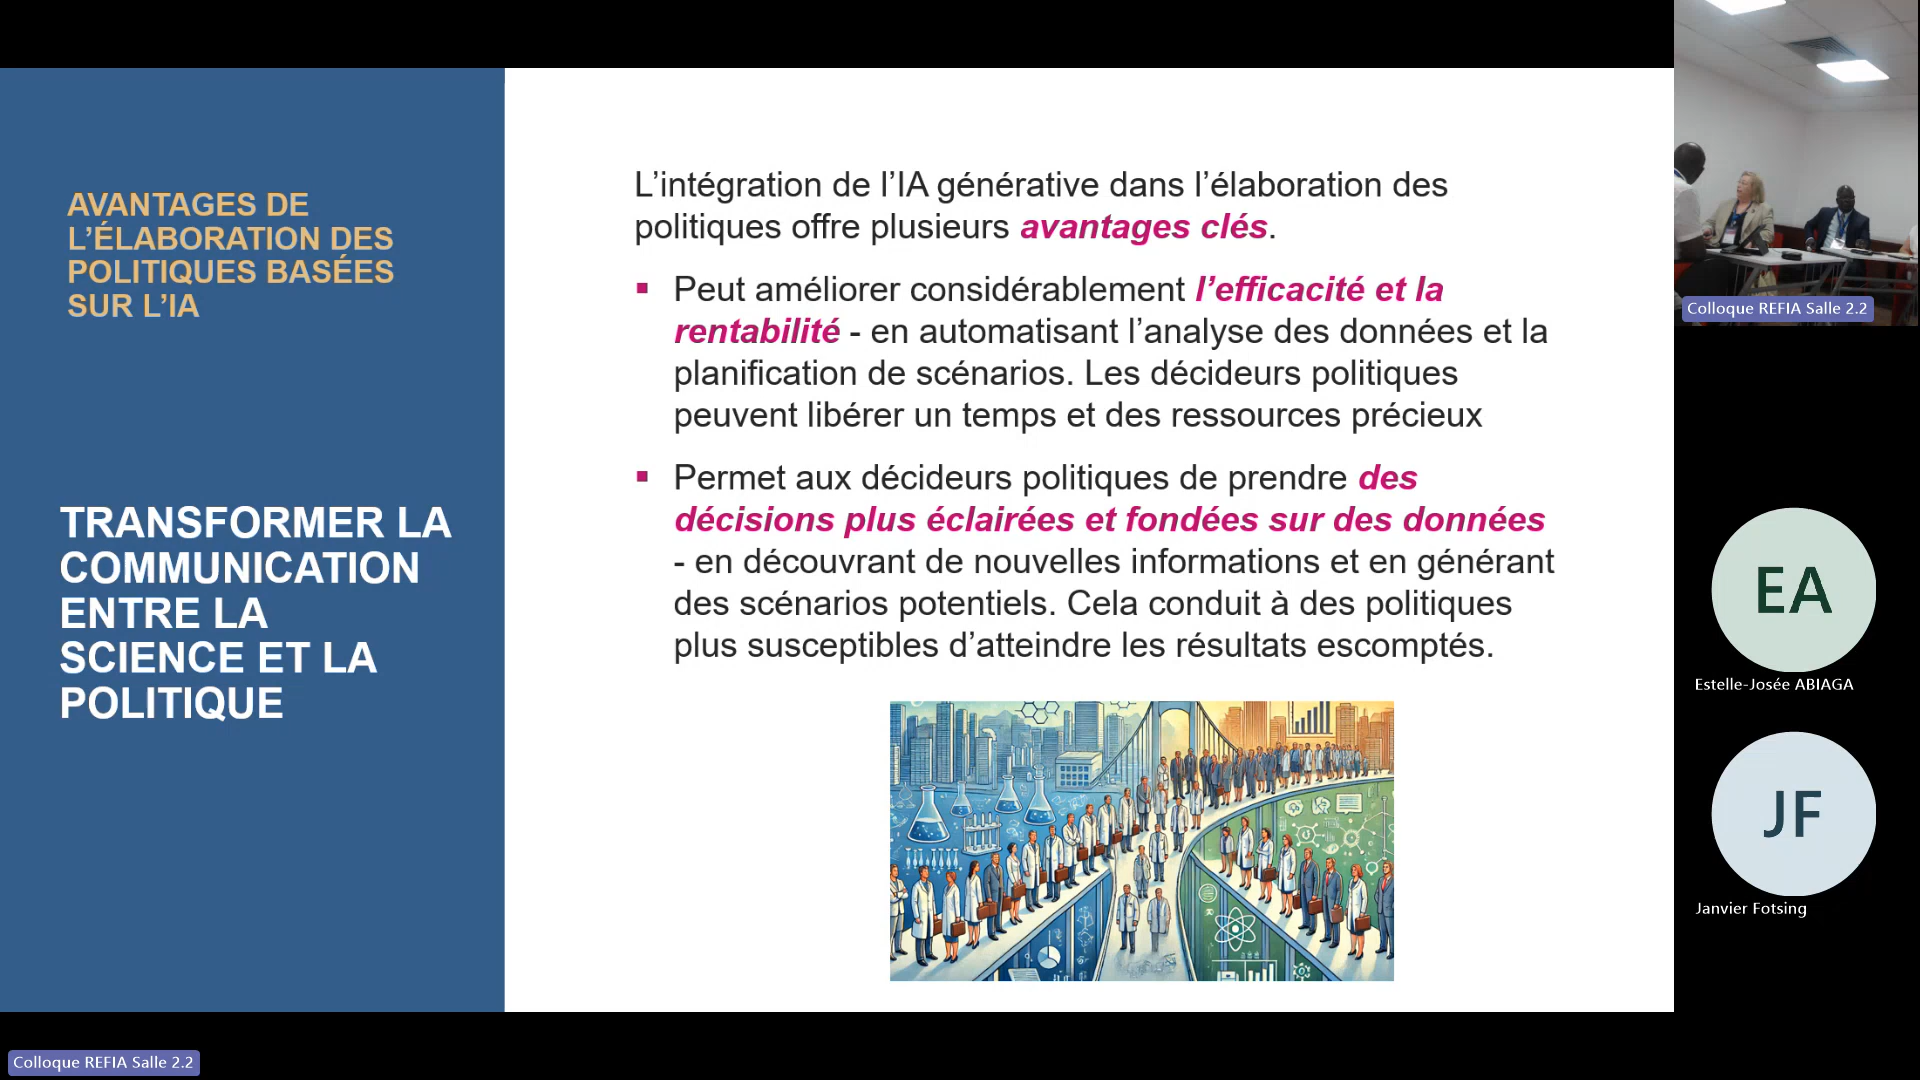 AVANTAGES DE
L’ÉLABORATION DES
POLITIQUES BASÉES
SUR L’IA
TRANSFORMER LA
COMMUNICATION
ENTRE LA
SCIENCE ET LA
POLITIQUE
L’intégration de l’IA générative dans l’élaboration des
politiques offre plusieurs avantages clés.
▪ Peut améliorer considérablement l’efficacité et la
rentabilité - en automatisant l’analyse des données et la
planification de scénarios. Les décideurs politiques
peuvent libérer un temps et des ressources précieux
▪ Permet aux décideurs politiques de prendre des
décisions plus éclairées et fondées sur des données
- en découvrant de nouvelles informations et en générant
des scénarios potentiels. Cela conduit à des politiques
plus susceptibles d’atteindre les résultats escomptés.
Colloque REFIA Salle 2.2
EA
Estelle-Josée ABIAGA
JF
Janvier Fotsing
Colloque REFIA Salle 2.2